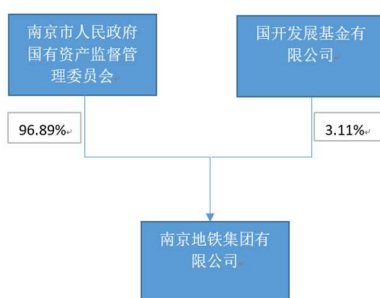 南京市人民政府
国有资产监督管
理委员会
国开发展基金有
限公司
96.89%
3.11%
南京地铁集团有
限公司